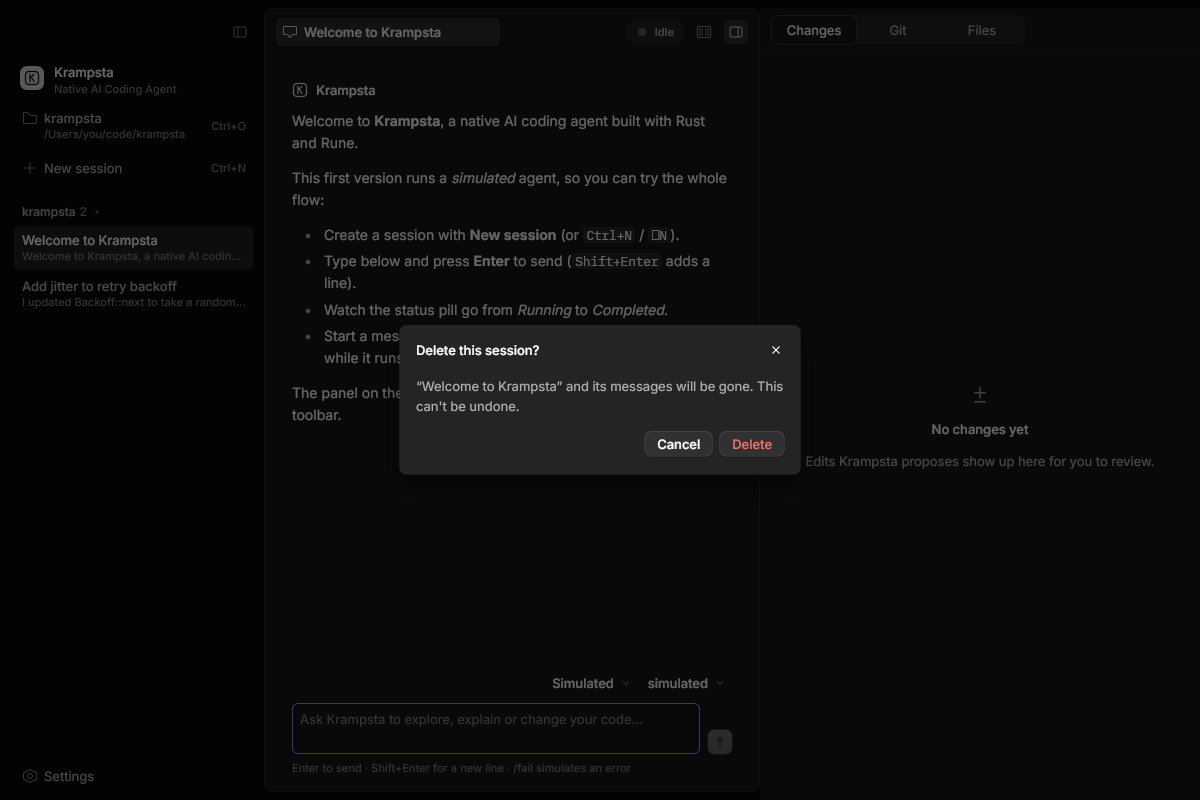 Krampsta
Native AI Coding Agent
krampsta
/Users/you/code/krampsta
Ctrl+O
New session
Ctrl+N
krampsta 2
Welcome to Krampsta
Welcome to Krampsta, a native AI codin...
Add jitter to retry backoff
I updated Backoff::next to take a random...
Settings
Welcome to Krampsta
Idle
Krampsta
Welcome to Krampsta, a native AI coding agent built with Rust
and Rune.
This first version runs a simulated agent, so you can try the whole
flow:
• Create a session with New session (or Ctrl+N / N).
• Type below and press Enter to send ( Shift+Enter adds a
line).
• Watch the status pill go from Running to Completed.
• Start a mes
while it runs
The panel on the
toolbar.
Delete this session?
“Welcome to Krampsta” and its messages will be gone. This
can't be undone.
Cancel
Delete
Simulated
simulated
Ask Krampsta to explore, explain or change your code...
Enter to send · Shift+Enter for a new line · /fail simulates an error
Changes
Git
Files
No changes yet
Edits Krampsta proposes show up here for you to review.